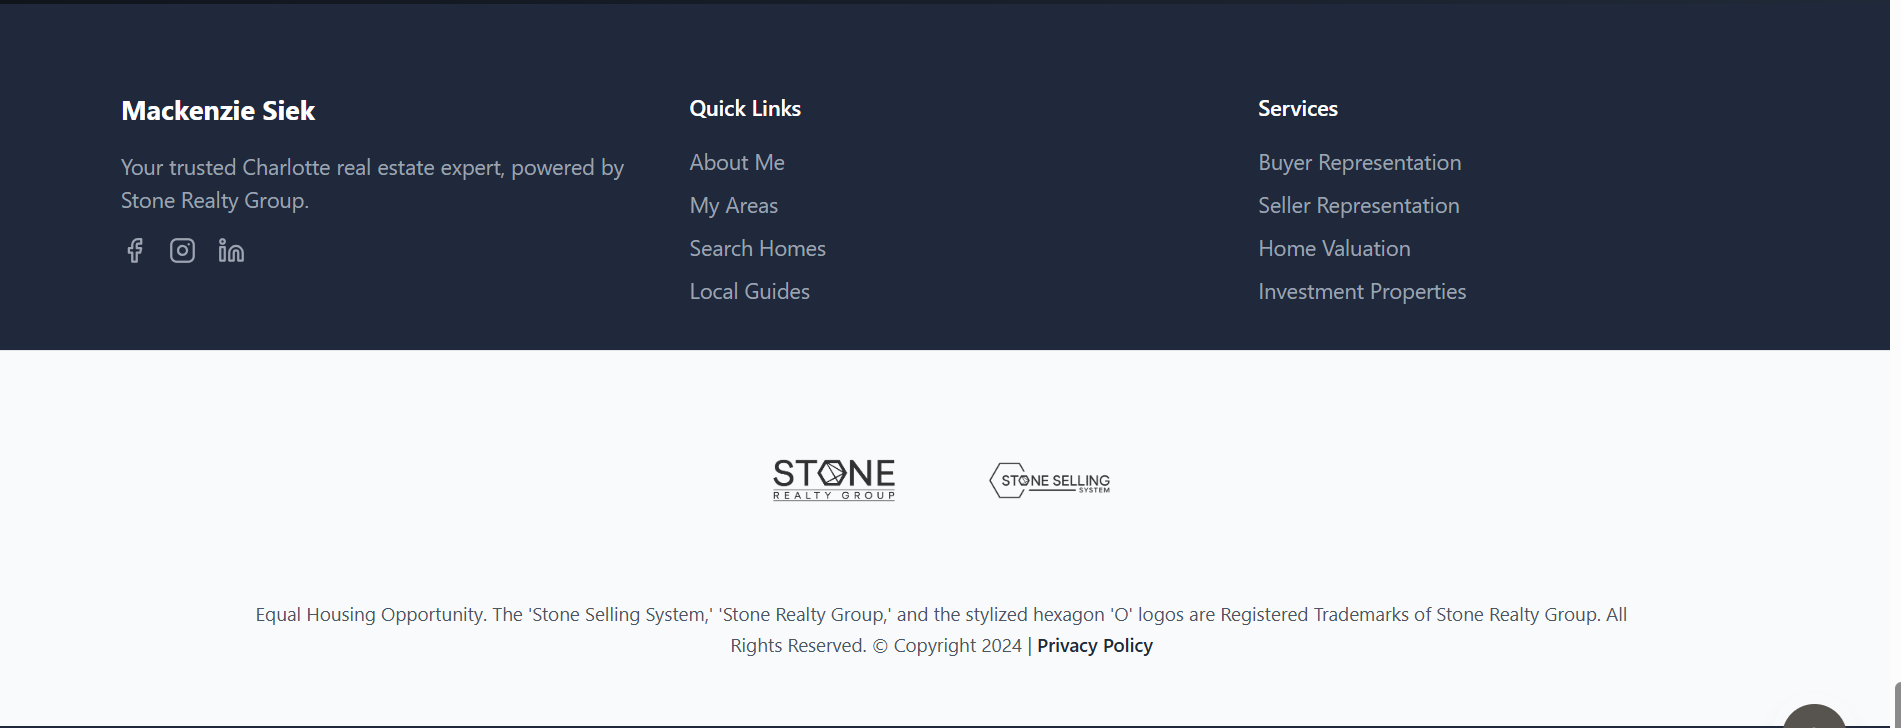 Mackenzie Siek
Your trusted Charlotte real estate expert, powered by
Stone Realty Group.
Quick Links
About Me
My Areas
Search Homes
Local Guides
Services
Buyer Representation
Seller Representation
Home Valuation
Investment Properties
STONE
REALTY GROUP
STONE SELLING
SYSTEM
Equal Housing Opportunity. The 'Stone Selling System,' 'Stone Realty Group,' and the stylized hexagon 'O' logos are Registered Trademarks of Stone Realty Group. All
Rights Reserved. © Copyright 2024 | Privacy Policy